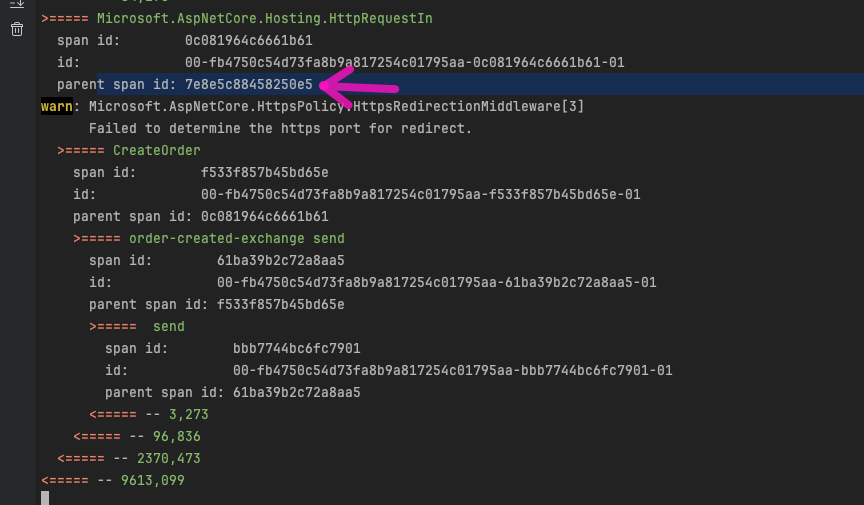 >===== Microsoft.AspNetCore.Hosting.HttpRequestIn
span id: 0c081964c6661b61
id: 00-fb4750c54d73fa8b9a817254c01795aa-0c081964c6661b61-01
parent span id: 7e8e5c88458250e5
warn: Microsoft.AspNetCore.HttpsPolicy.HttpsRedirectionMiddleware[3]
Failed to determine the https port for redirect.
>===== CreateOrder
span id: f533f857b45bd65e
id: 00-fb4750c54d73fa8b9a817254c01795aa-f533f857b45bd65e-01
parent span id: 0c081964c6661b61
>===== order-created-exchange send
span id: 61ba39b2c72a8aa5
id: 00-fb4750c54d73fa8b9a817254c01795aa-61ba39b2c72a8aa5-01
parent span id: f533f857b45bd65e
>===== send
span id: bbb7744bc6fc7901
id: 00-fb4750c54d73fa8b9a817254c01795aa-bbb7744bc6fc7901-01
parent span id: 61ba39b2c72a8aa5
<===== -- 3,273
<===== -- 96,836
<===== -- 2370,473
<===== -- 9613,099